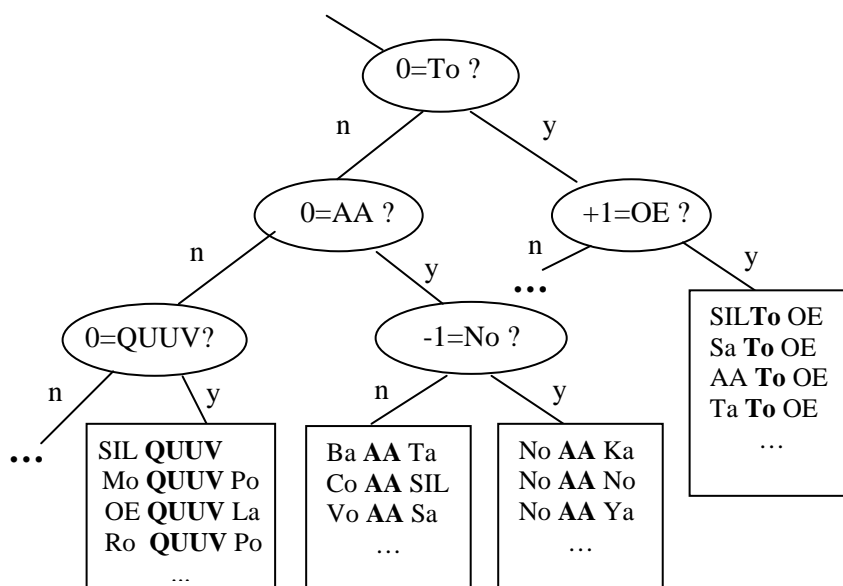 0=To ?
n
y
0=AA ?
+1=OE ?
n
y
n
y
...
0=QUUV?
-1=No ?
SILTo OE
Sa To OE
AA To OE
Ta To OE
…
n
y
n
y
...
SIL QUUV
Mo QUUV Po
OE QUUV La
Ro QUUV Po
...
Ba AA Ta
Co AA SIL
Vo AA Sa
…
No AA Ka
No AA No
No AA Ya
…